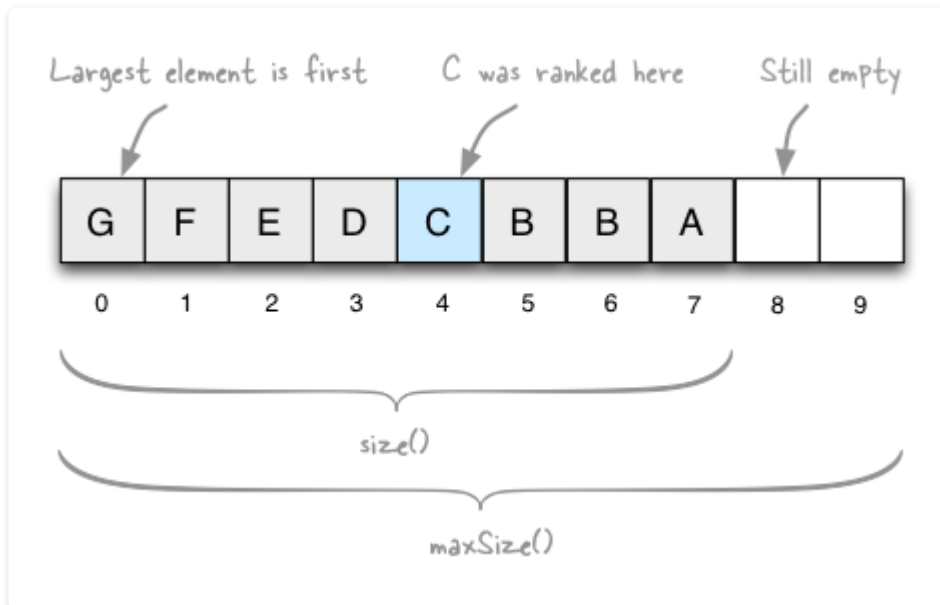 Largest element is first
C was ranked here
Still empty
G F E D C B B A
0 1 2 3 4 5 6 7 8 9
size()
maxSize()